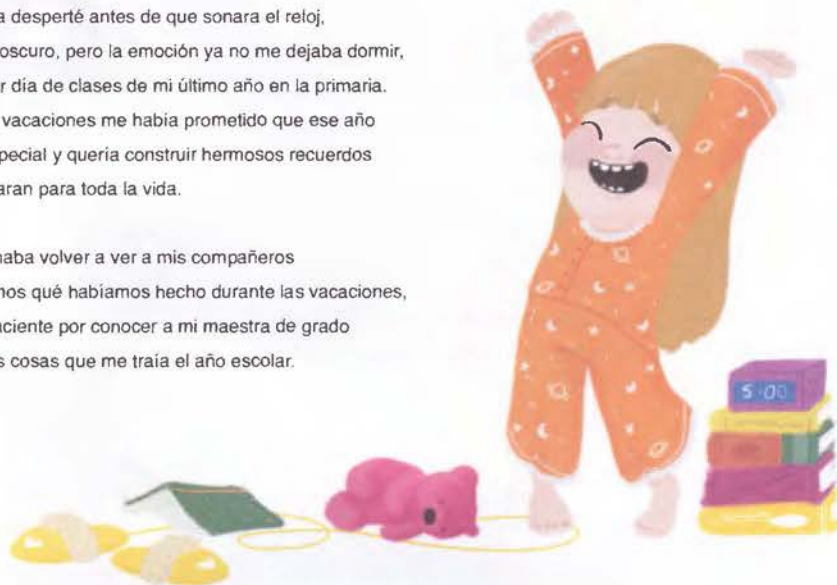 a desperté antes de que sonara el reloj,
oscuro, pero la emoción ya no me dejaba dormir,
r día de clases de mi último año en la primaria.
vacaciones me había prometido que ese año
pecial y quería construir hermosos recuerdos
aran para toda la vida.
naba volver a ver a mis compañeros
nos qué habíamos hecho durante las vacaciones,
aciente por conocer a mi maestra de grado
s cosas que me traía el año escolar.
5:00